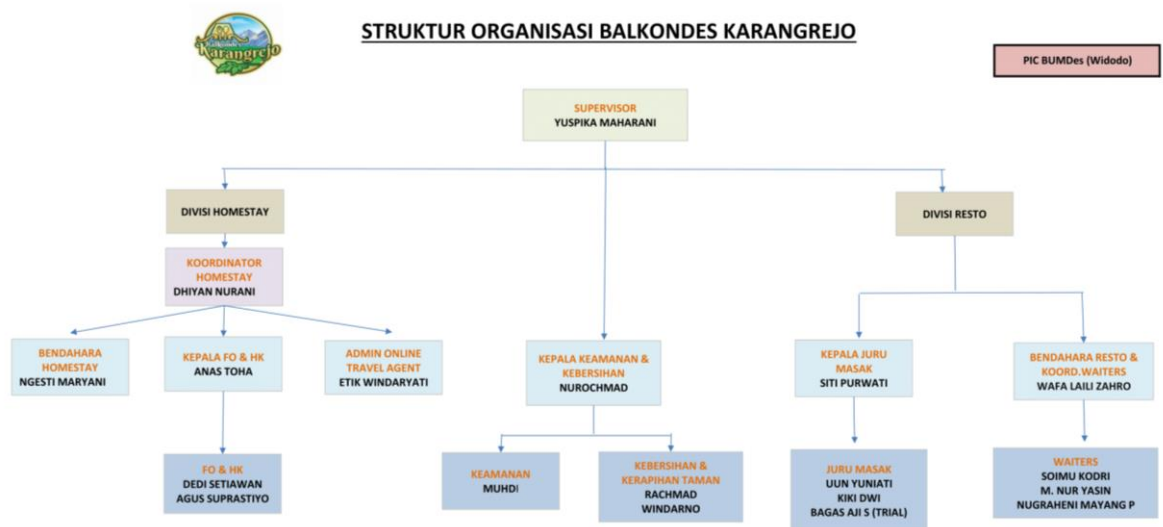 Balkondes
Karangrejo
STRUKTUR ORGANISASI BALKONDES KARANGREJO
PIC BUMDes (Widodo)
SUPERVISOR
YUSPIKA MAHARANI
DIVISI HOMESTAY
DIVISI RESTO
KOORDINATOR
HOMESTAY
DHIYAN NURANI
BENDAHARA
HOMESTAY
NGESTI MARYANI
KEPALA FO & HK
ANAS TOHA
ADMIN ONLINE
TRAVEL AGENT
ETIK WINDARYATI
KEPALA KEAMANAN &
KEBERSIHAN
NUROCHMAD
KEPALA JURU
MASAK
SITI PURWATI
BENDAHARA RESTO &
KOORD.WAITERS
WAFA LAILI ZAHRO
FO & HK
DEDI SETIAWAN
AGUS SUPRASTIYO
KEAMANAN
MUHDI
KEBERSIHAN &
KERAPIHAN TAMAN
RACHMAD
WINDARNO
JURU MASAK
UUN YUNIATI
KIKI DWI
BAGAS AJI S (TRIAL)
WAITERS
SOIMU KODRI
M. NUR YASIN
NUGRAHENI MAYANG P